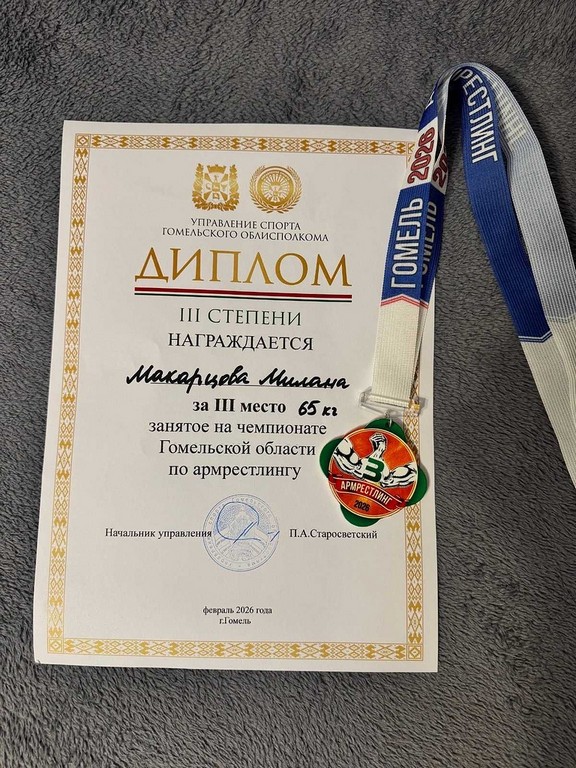 УПРАВЛЕНИЕ СПОРТА
ГОМЕЛЬСКОГО ОБЛИСПОЛКОМА
ДИПЛОМ
III СТЕПЕНИ
НАГРАЖДАЕТСЯ
Макарцова Милана
за III место 65 кг
занятое на чемпионате
Гомельской области
по армрестлингу
Начальник управления П.А.Старосветский
февраль 2026 года
г.Гомель
ГОМЕЛЬ 2026
ГОМЕЛЬ
3
АРМРЕСТЛИНГ
2026